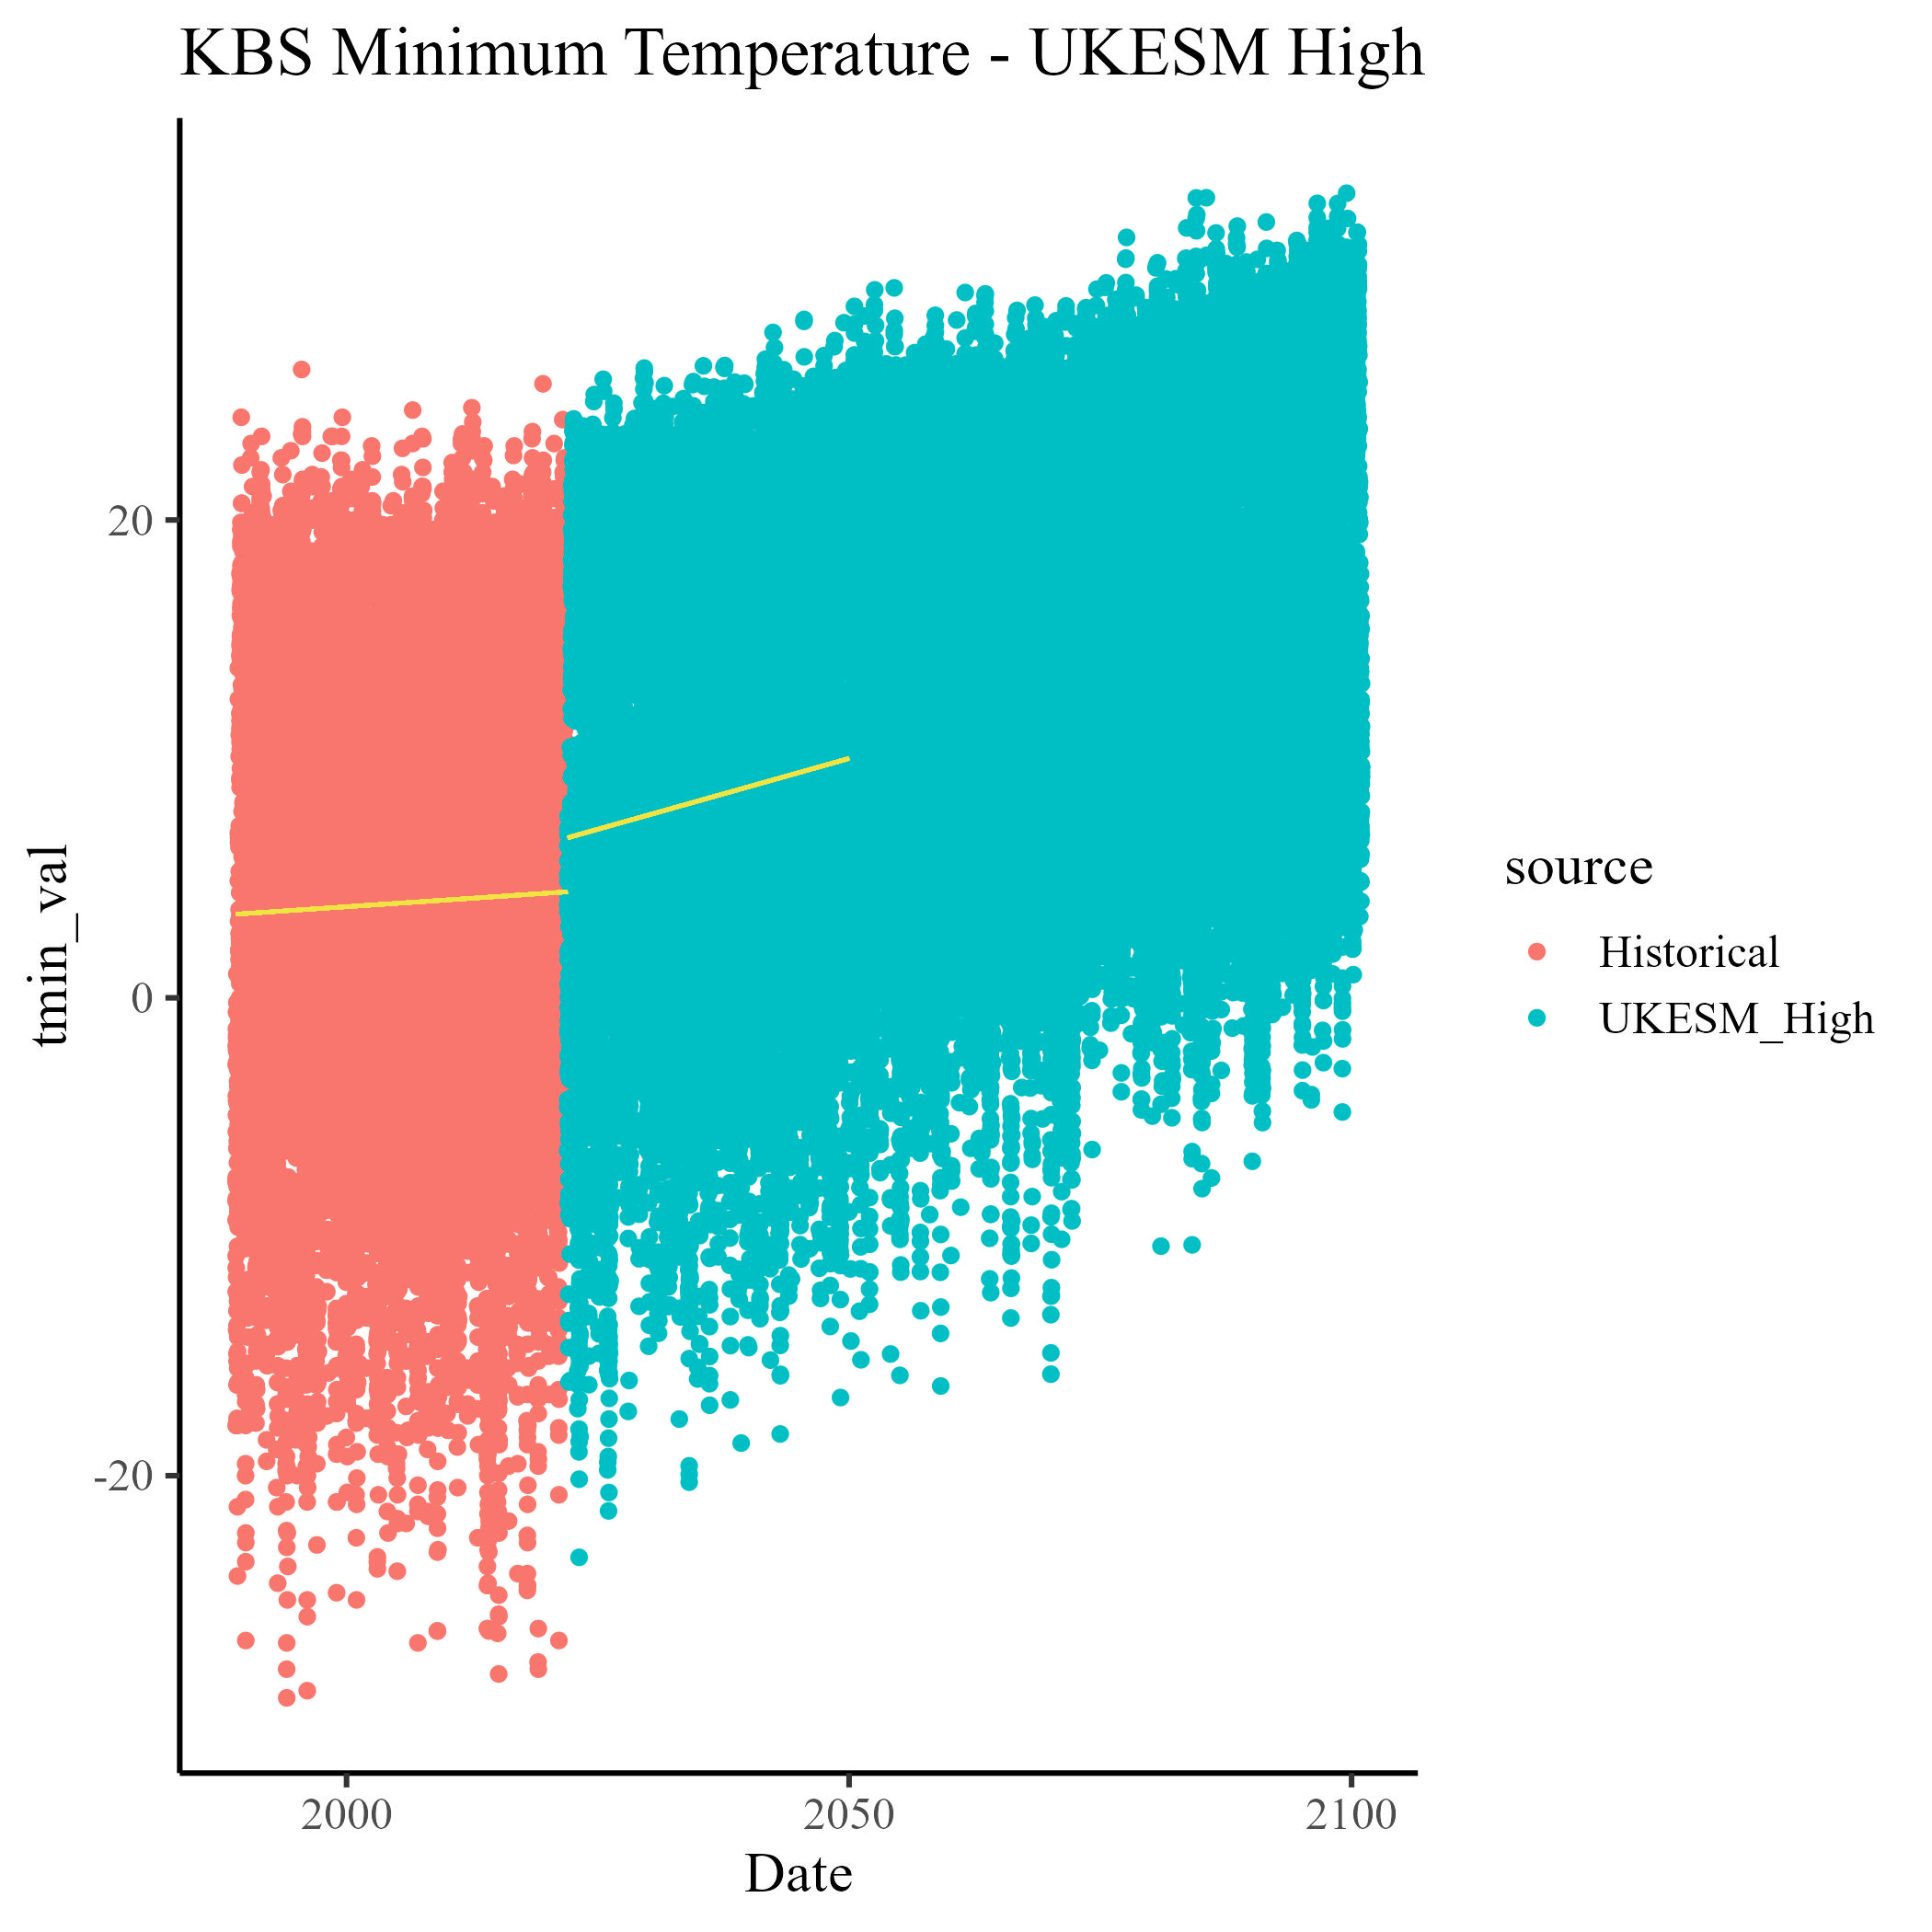 KBS Minimum Temperature - UKESM High
tmin_val
20
0
-20
2000
2050
2100
Date
source
Historical
UKESM_High